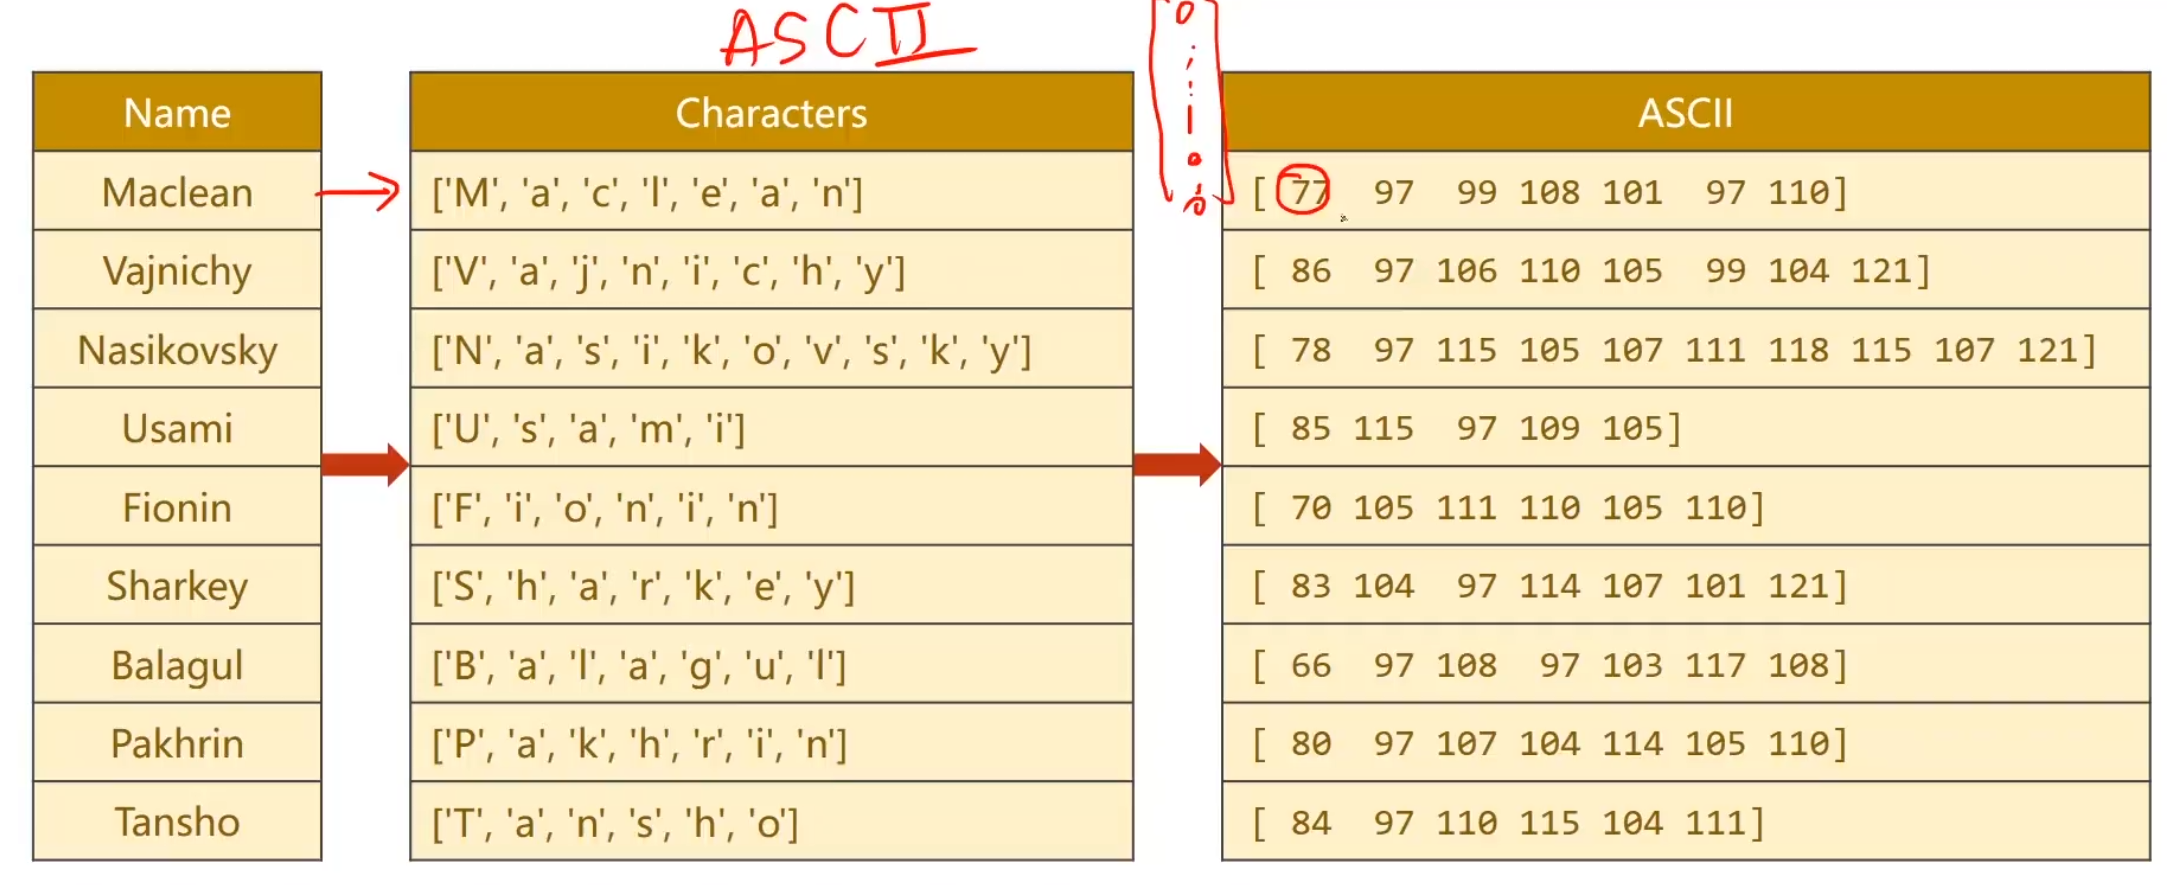 ASCII
0
1
0
0
Name Characters ASCII
Maclean ['M', 'a', 'c', 'l', 'e', 'a', 'n'] [ 77 97 99 108 101 97 110]
Vajnichy ['V', 'a', 'j', 'n', 'i', 'c', 'h', 'y'] [ 86 97 106 110 105 99 104 121]
Nasikovsky ['N', 'a', 's', 'i', 'k', 'o', 'v', 's', 'k', 'y'] [ 78 97 115 105 107 111 118 115 107 121]
Usami ['U', 's', 'a', 'm', 'i'] [ 85 115 97 109 105]
Fionin ['F', 'i', 'o', 'n', 'i', 'n'] [ 70 105 111 110 105 110]
Sharkey ['S', 'h', 'a', 'r', 'k', 'e', 'y'] [ 83 104 97 114 107 101 121]
Balagul ['B', 'a', 'l', 'a', 'g', 'u', 'l'] [ 66 97 108 97 103 117 108]
Pakhrin ['P', 'a', 'k', 'h', 'r', 'i', 'n'] [ 80 97 107 104 114 105 110]
Tansho ['T', 'a', 'n', 's', 'h', 'o'] [ 84 97 110 115 104 111]